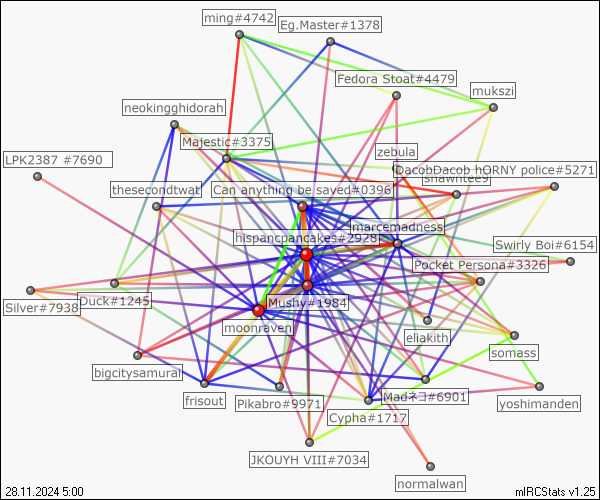 ming#4742
Eg.Master#1378
Fedora Stoat#4479
mukszi
neokingghidorah
Majestic#3375
zebula
LPK2387 #7690
DacobDacob hORNY police#5271
shawntee9
thesecondtwat
Can anything be saved#0396
marcemadness
hispancpancakes#2928
Swirly Boi#6154
Pocket Persona#3326
Silver#7938
Duck#1245
Mushy#1984
moonraven
eliakith
somass
bigcitysamurai
frisout
Pikabro#9971
Madネコ#6901
yoshimanden
Cypha#1717
JKOUYH VIII#7034
normalwan
28.11.2024 5:00
mIRCStats v1.25